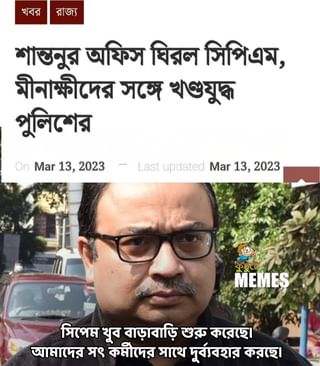 খবর রাজ্য
শান্তনুর অফিস ঘিরল সিপিএম,
মীনাক্ষীদের সঙ্গে খণ্ডযুদ্ধ
পুলিশের
On Mar 13, 2023 — Last updated Mar 13, 2023
MEMES
সিপেম খুব বাড়াবাড়ি শুরু করেছে।
আমাদের সৎ কর্মীদের সাথে দুর্ব্যবহার করছে।